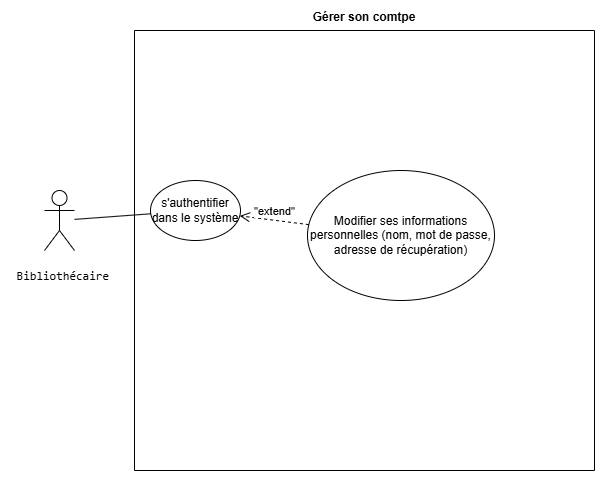 Gérer son comtpe
s'authentifier
dans le système
"extend"
Modifier ses informations
personnelles (nom, mot de passe,
adresse de récupération)
Bibliothécaire